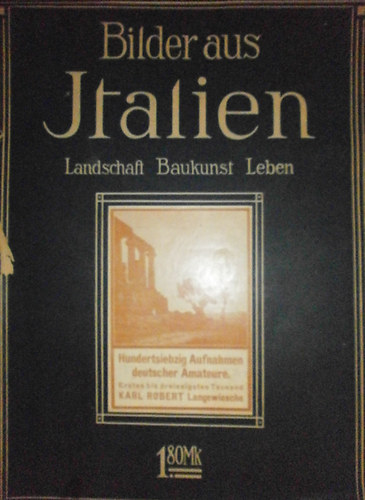 Bilder aus
Jtalien
Landschaft Baukunst Leben
Hundertsiebzig Aufnahmen
deutscher Amateure.
Erstes bis dreissigstes Tausend
KARL ROBERT Langewiesche
1.80Mk